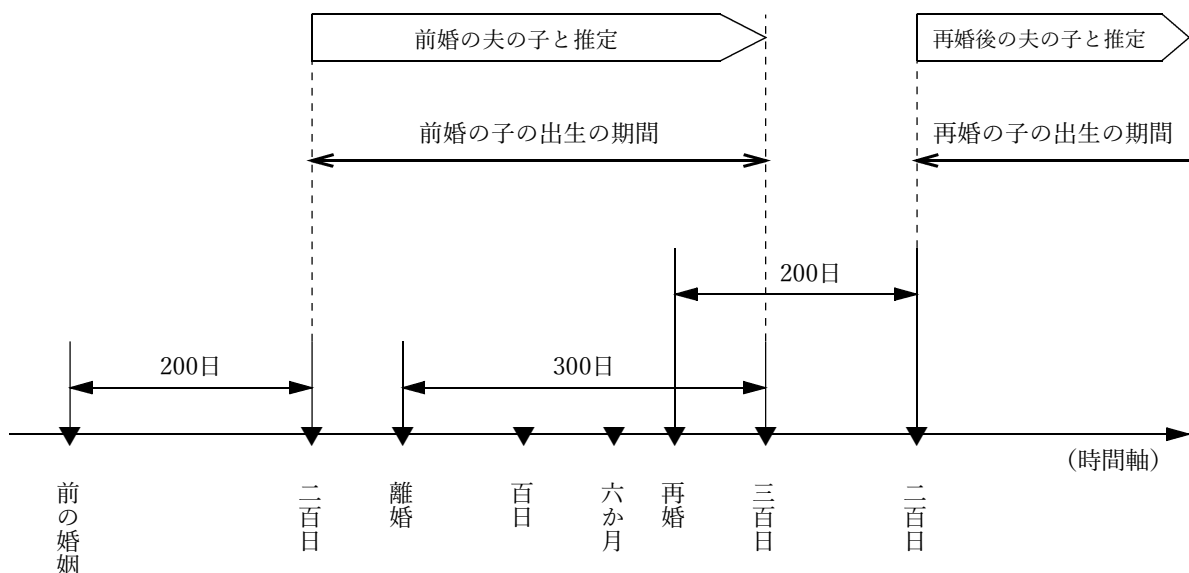 前婚の夫の子と推定
再婚後の夫の子と推定
前婚の子の出生の期間
再婚の子の出生の期間
200日
200日
300日
(時間軸)
前の婚姻
二百日
離婚
百日
六か月
再婚
三百日
二百日